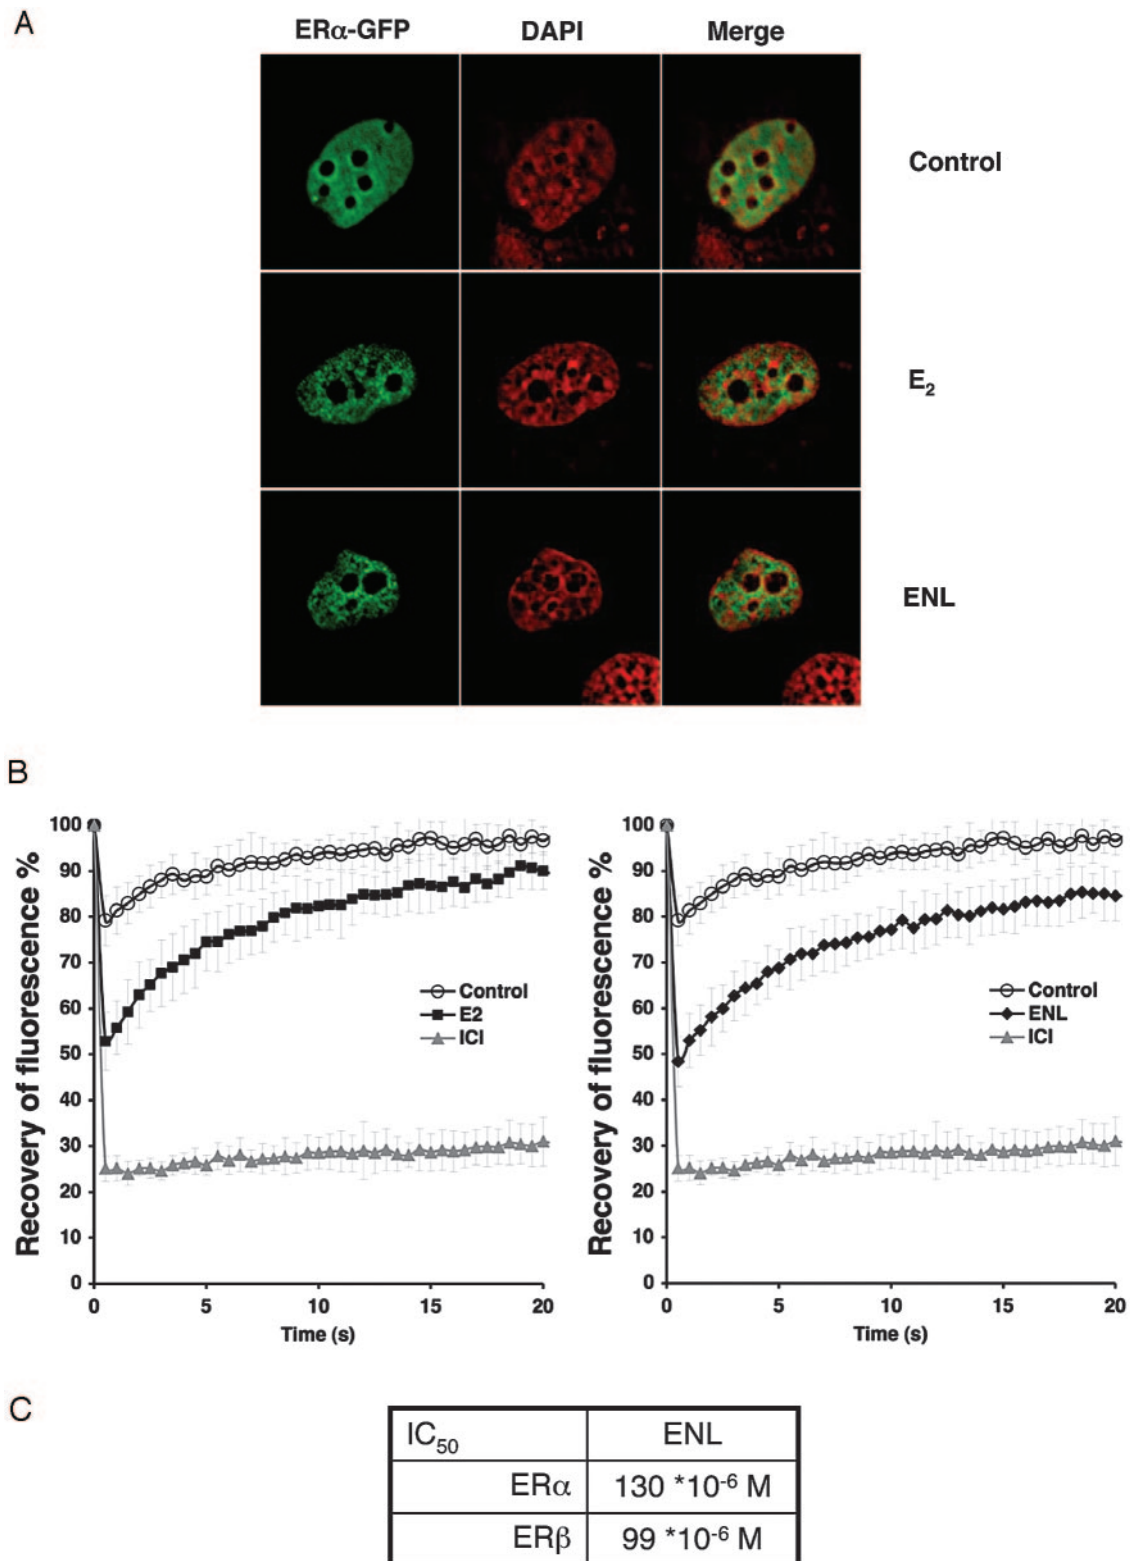 A
ERα-GFP DAPI Merge
Control
E₂
ENL
B
Recovery of fluorescence %
100
90
80
70
60
50
40
30
20
10
0
Control
E2
ICI
0 5 10 15 20
Time (s)
Recovery of fluorescence %
100
90
80
70
60
50
40
30
20
10
0
Control
ENL
ICI
0 5 10 15 20
Time (s)
C
IC₅₀ ENL
ERα 130 *10⁻⁶ M
ERβ 99 *10⁻⁶ M